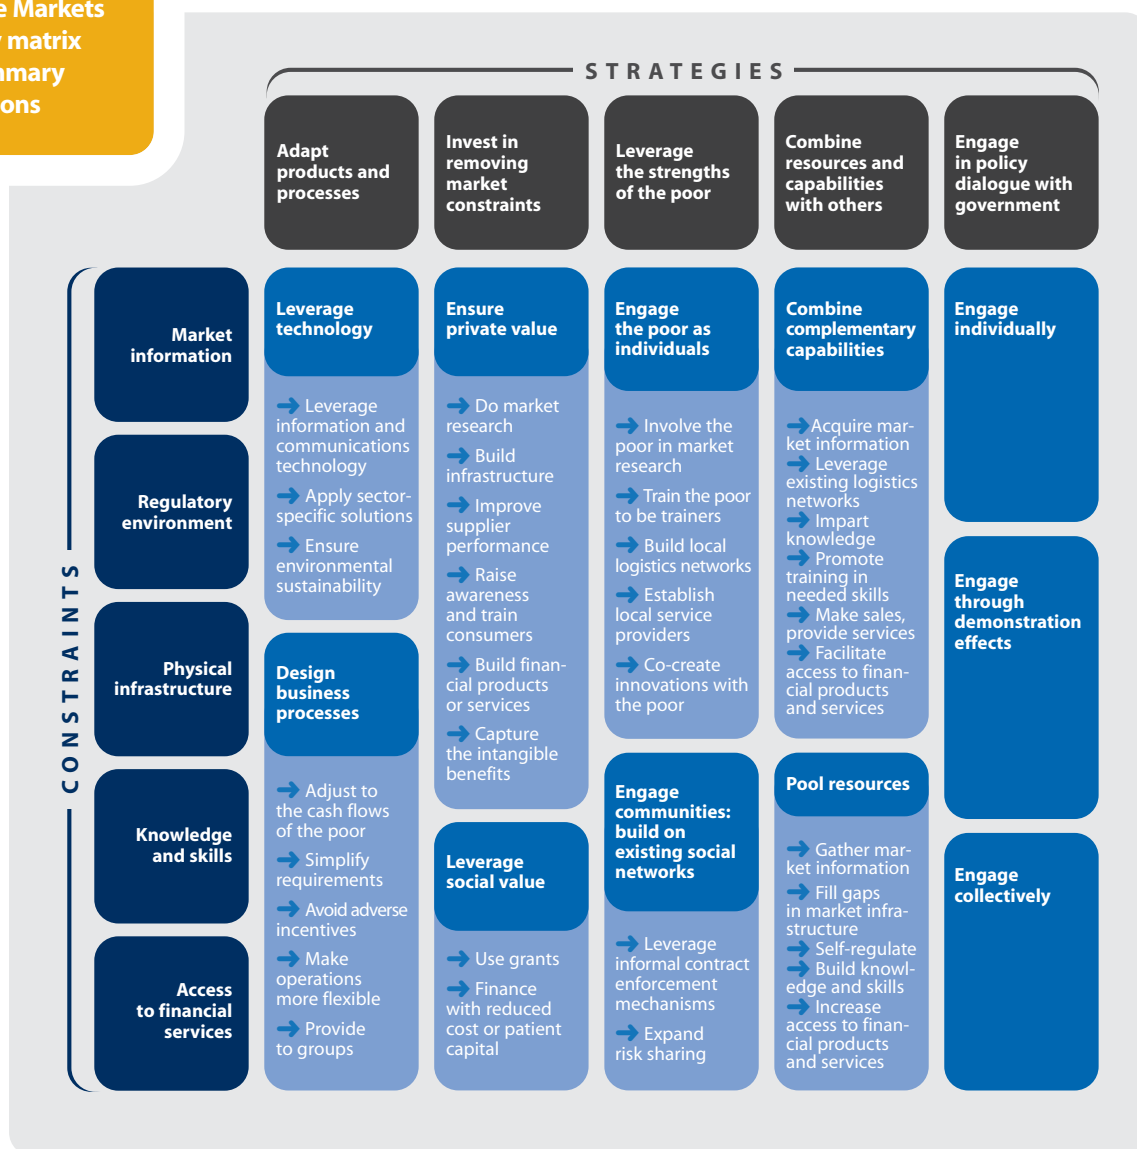 e Markets
matrix
mmary
ons
STRATEGIES
Adapt
products and
processes
Invest in
removing
market
constraints
Leverage
the strengths
of the poor
Combine
resources and
capabilities
with others
Engage
in policy
dialogue with
government
CONSTRAINTS
Market
information
Regulatory
environment
Physical
infrastructure
Knowledge
and skills
Access
to financial
services
Leverage
technology
➔ Leverage
information and
communications
technology
➔ Apply sector-
specific solutions
➔ Ensure
environmental
sustainability
Design
business
processes
➔ Adjust to
the cash flows
of the poor
➔ Simplify
requirements
➔ Avoid adverse
incentives
➔ Make
operations
more flexible
➔ Provide
to groups
Ensure
private value
➔ Do market
research
➔ Build
infrastructure
➔ Improve
supplier
performance
➔ Raise
awareness
and train
consumers
➔ Build finan-
cial products
or services
➔ Capture
the intangible
benefits
Leverage
social value
➔ Use grants
➔ Finance
with reduced
cost or patient
capital
Engage
the poor as
individuals
➔ Involve the
poor in market
research
➔ Train the poor
to be trainers
➔ Build local
logistics networks
➔ Establish
local service
providers
➔ Co-create
innovations with
the poor
Engage
communities:
build on
existing social
networks
➔ Leverage
informal contract
enforcement
mechanisms
➔ Expand
risk sharing
Combine
complementary
capabilities
➔Acquire mar-
ket information
➔ Leverage
existing logistics
networks
➔ Impart
knowledge
➔ Promote
training in
needed skills
➔ Make sales,
provide services
➔ Facilitate
access to finan-
cial products
and services
Pool resources
➔ Gather mar-
ket information
➔ Fill gaps
in market infra-
structure
➔ Self-regulate
➔ Build knowl-
edge and skills
➔ Increase
access to finan-
cial products
and services
Engage
individually
Engage
through
demonstration
effects
Engage
collectively